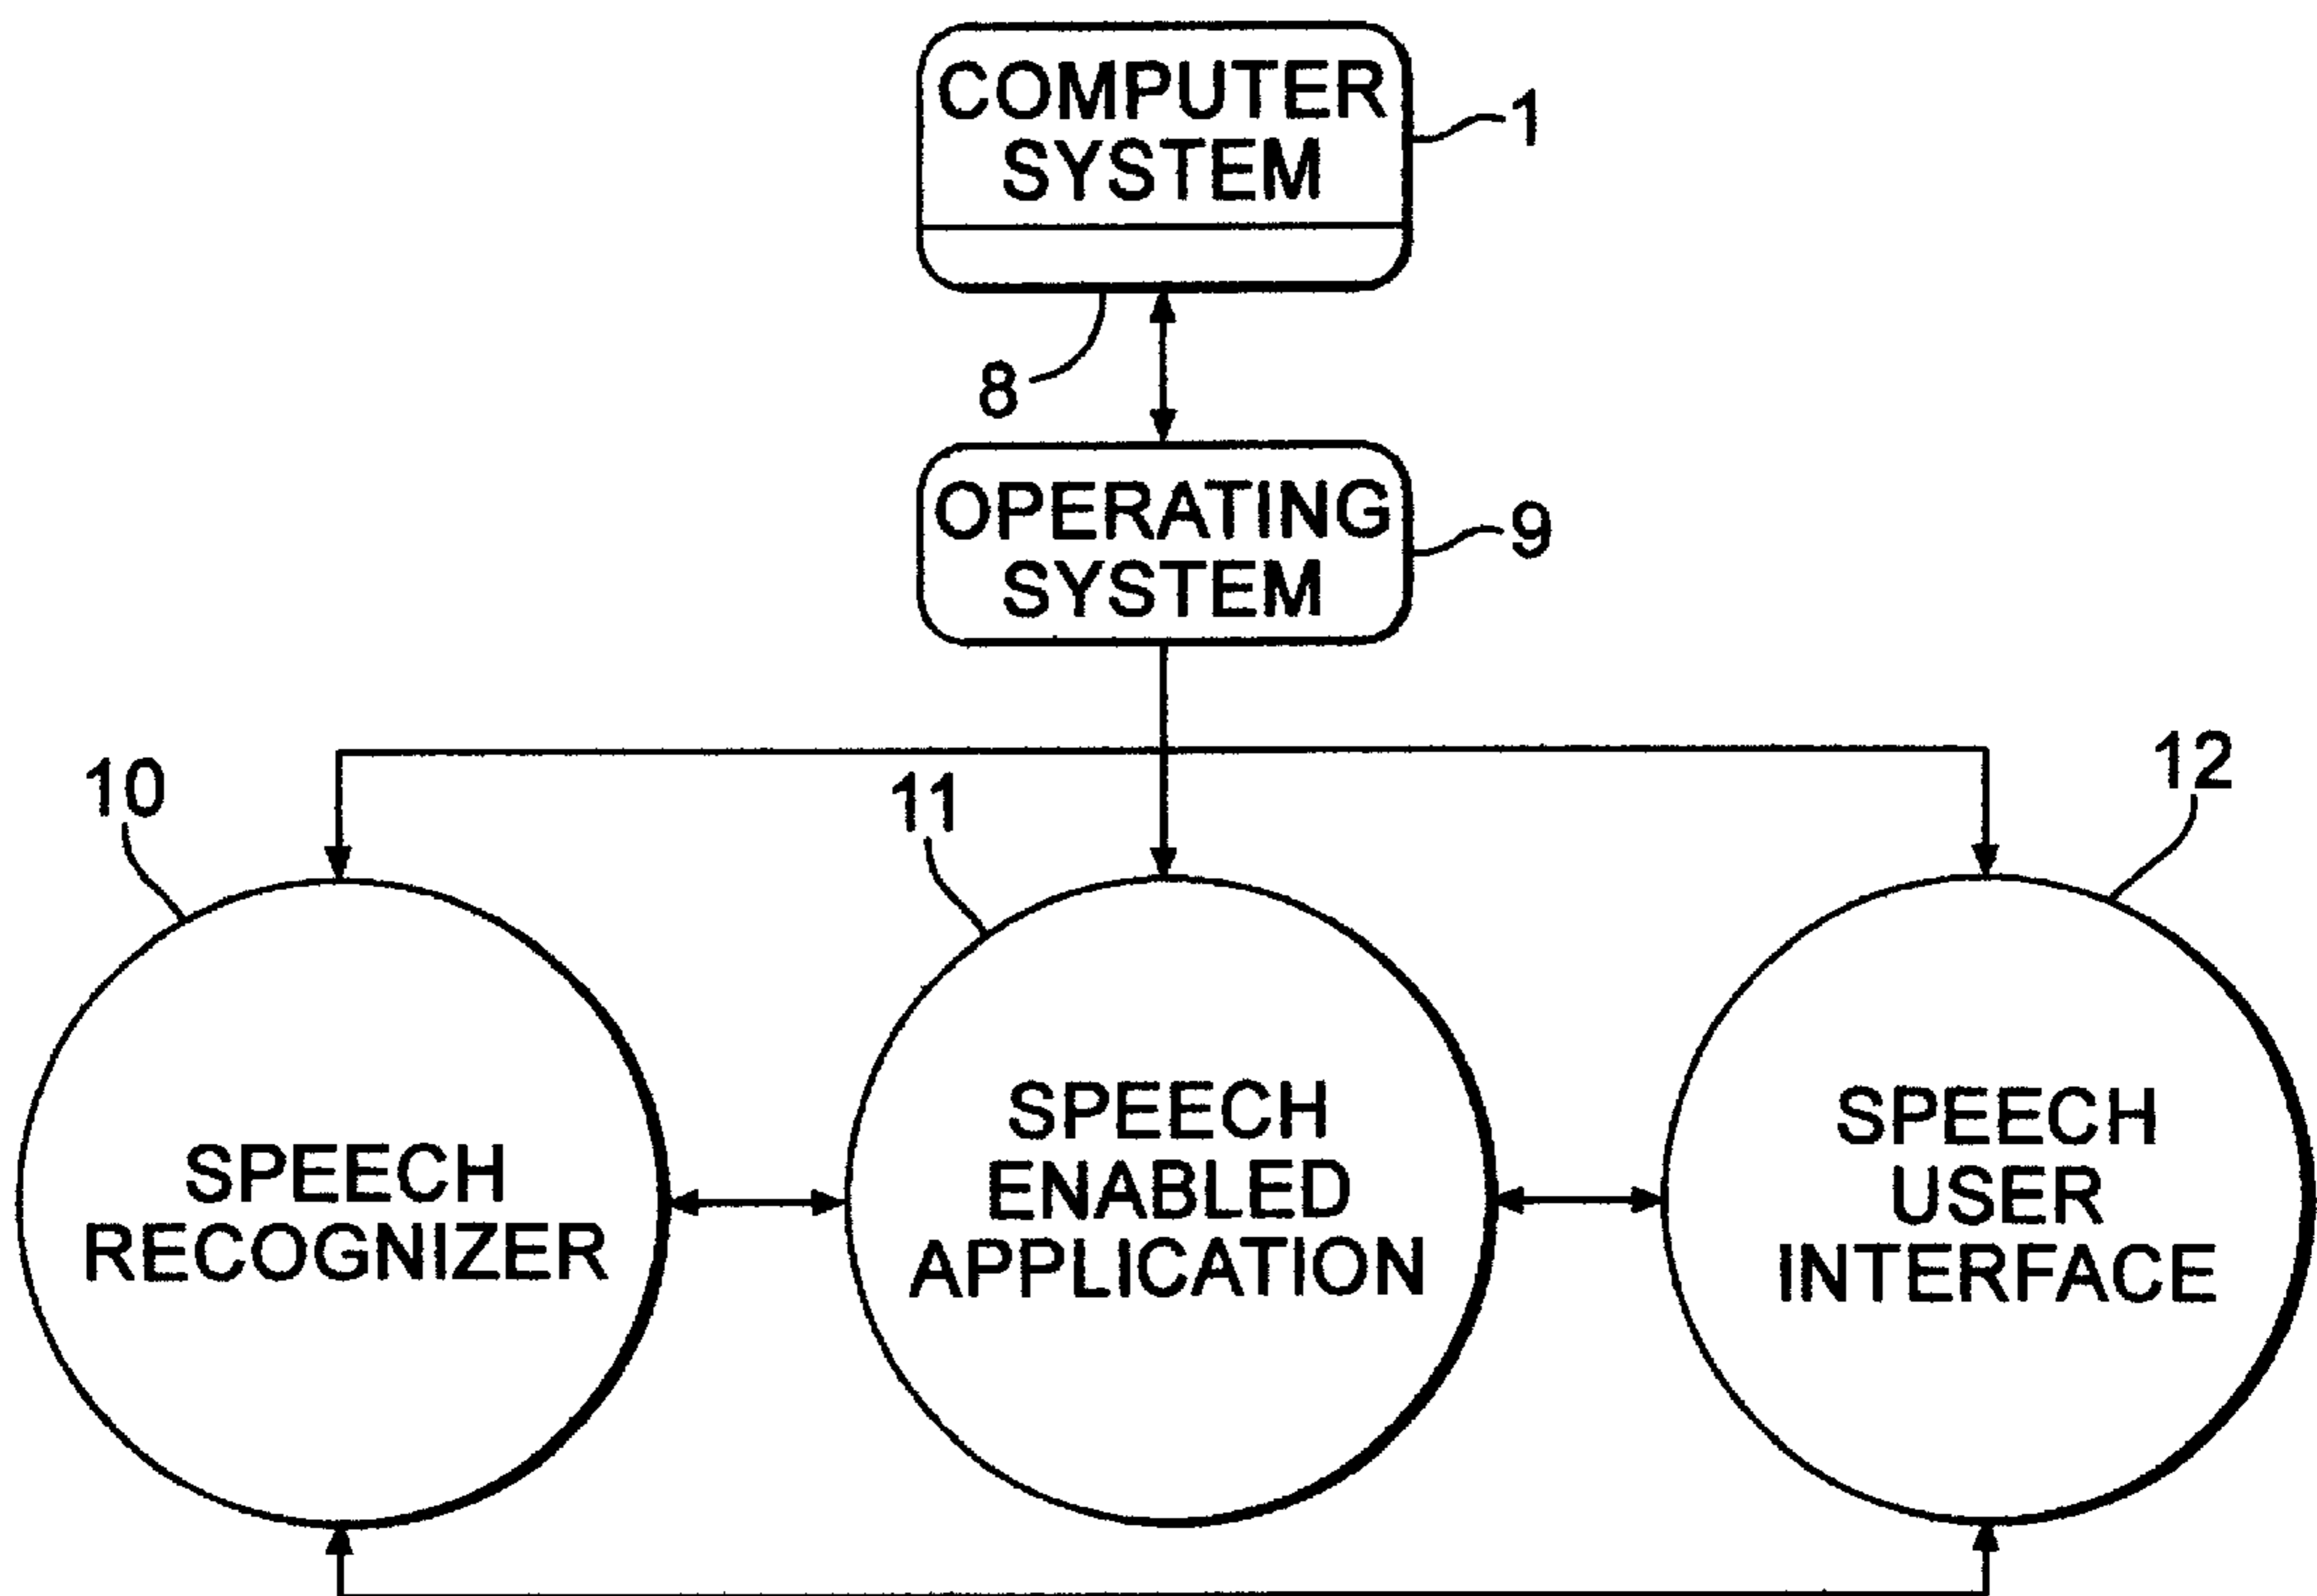 COMPUTER
SYSTEM
1
8
OPERATING
SYSTEM
9
10
11
12
SPEECH
RECOGNIZER
SPEECH
ENABLED
APPLICATION
SPEECH
USER
INTERFACE